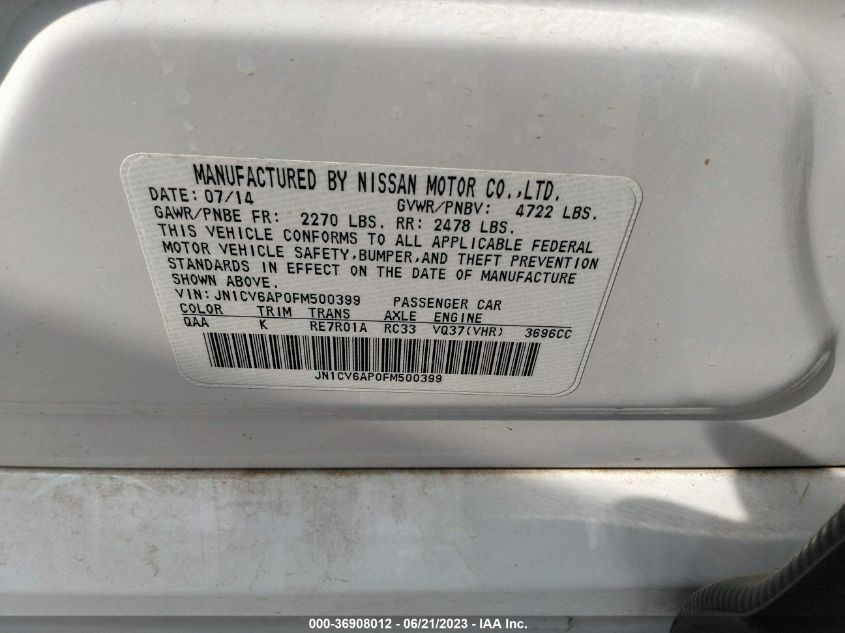 MANUFACTURED BY NISSAN MOTOR CO.,LTD.
DATE: 07/14 GVWR/PNBV: 4722 LBS.
GAWR/PNBE FR: 2270 LBS. RR: 2478 LBS.
THIS VEHICLE CONFORMS TO ALL APPLICABLE FEDERAL
MOTOR VEHICLE SAFETY,BUMPER,AND THEFT PREVENTION
STANDARDS IN EFFECT ON THE DATE OF MANUFACTURE
SHOWN ABOVE.
VIN: JN1CV6AP0FM500399 PASSENGER CAR
COLOR TRIM TRANS AXLE ENGINE
QAA K RE7R01A RC33 VQ37(VHR) 3696CC
JN1CV6AP0FM500399
000-36908012 - 06/21/2023 - IAA Inc.